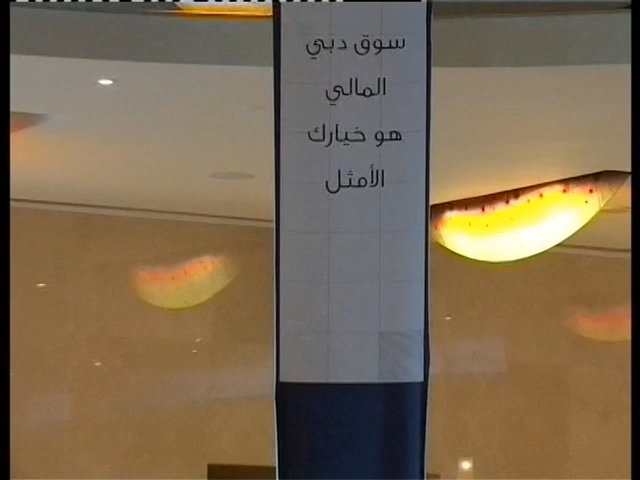 سوق دبي
المالي
هو خيارك
الأمثل